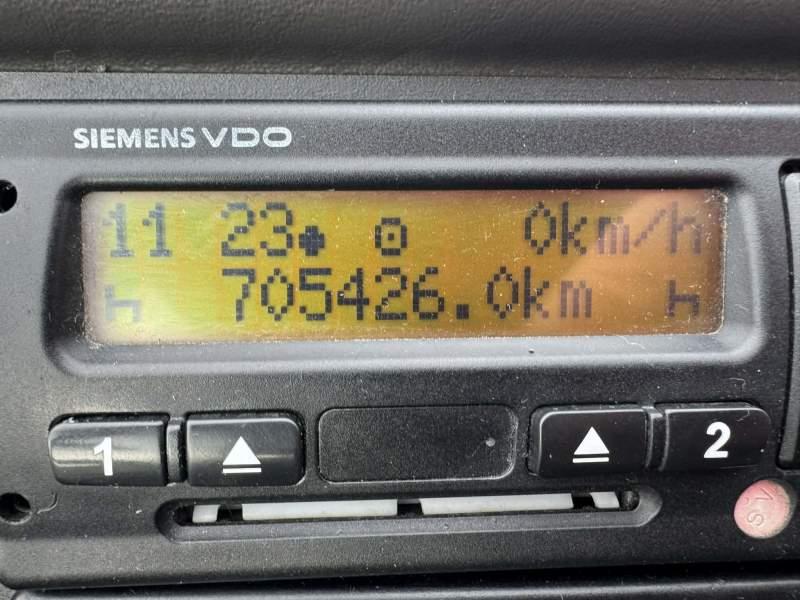 SIEMENS VDO
11 23 0km/h
705426.0km
1 2